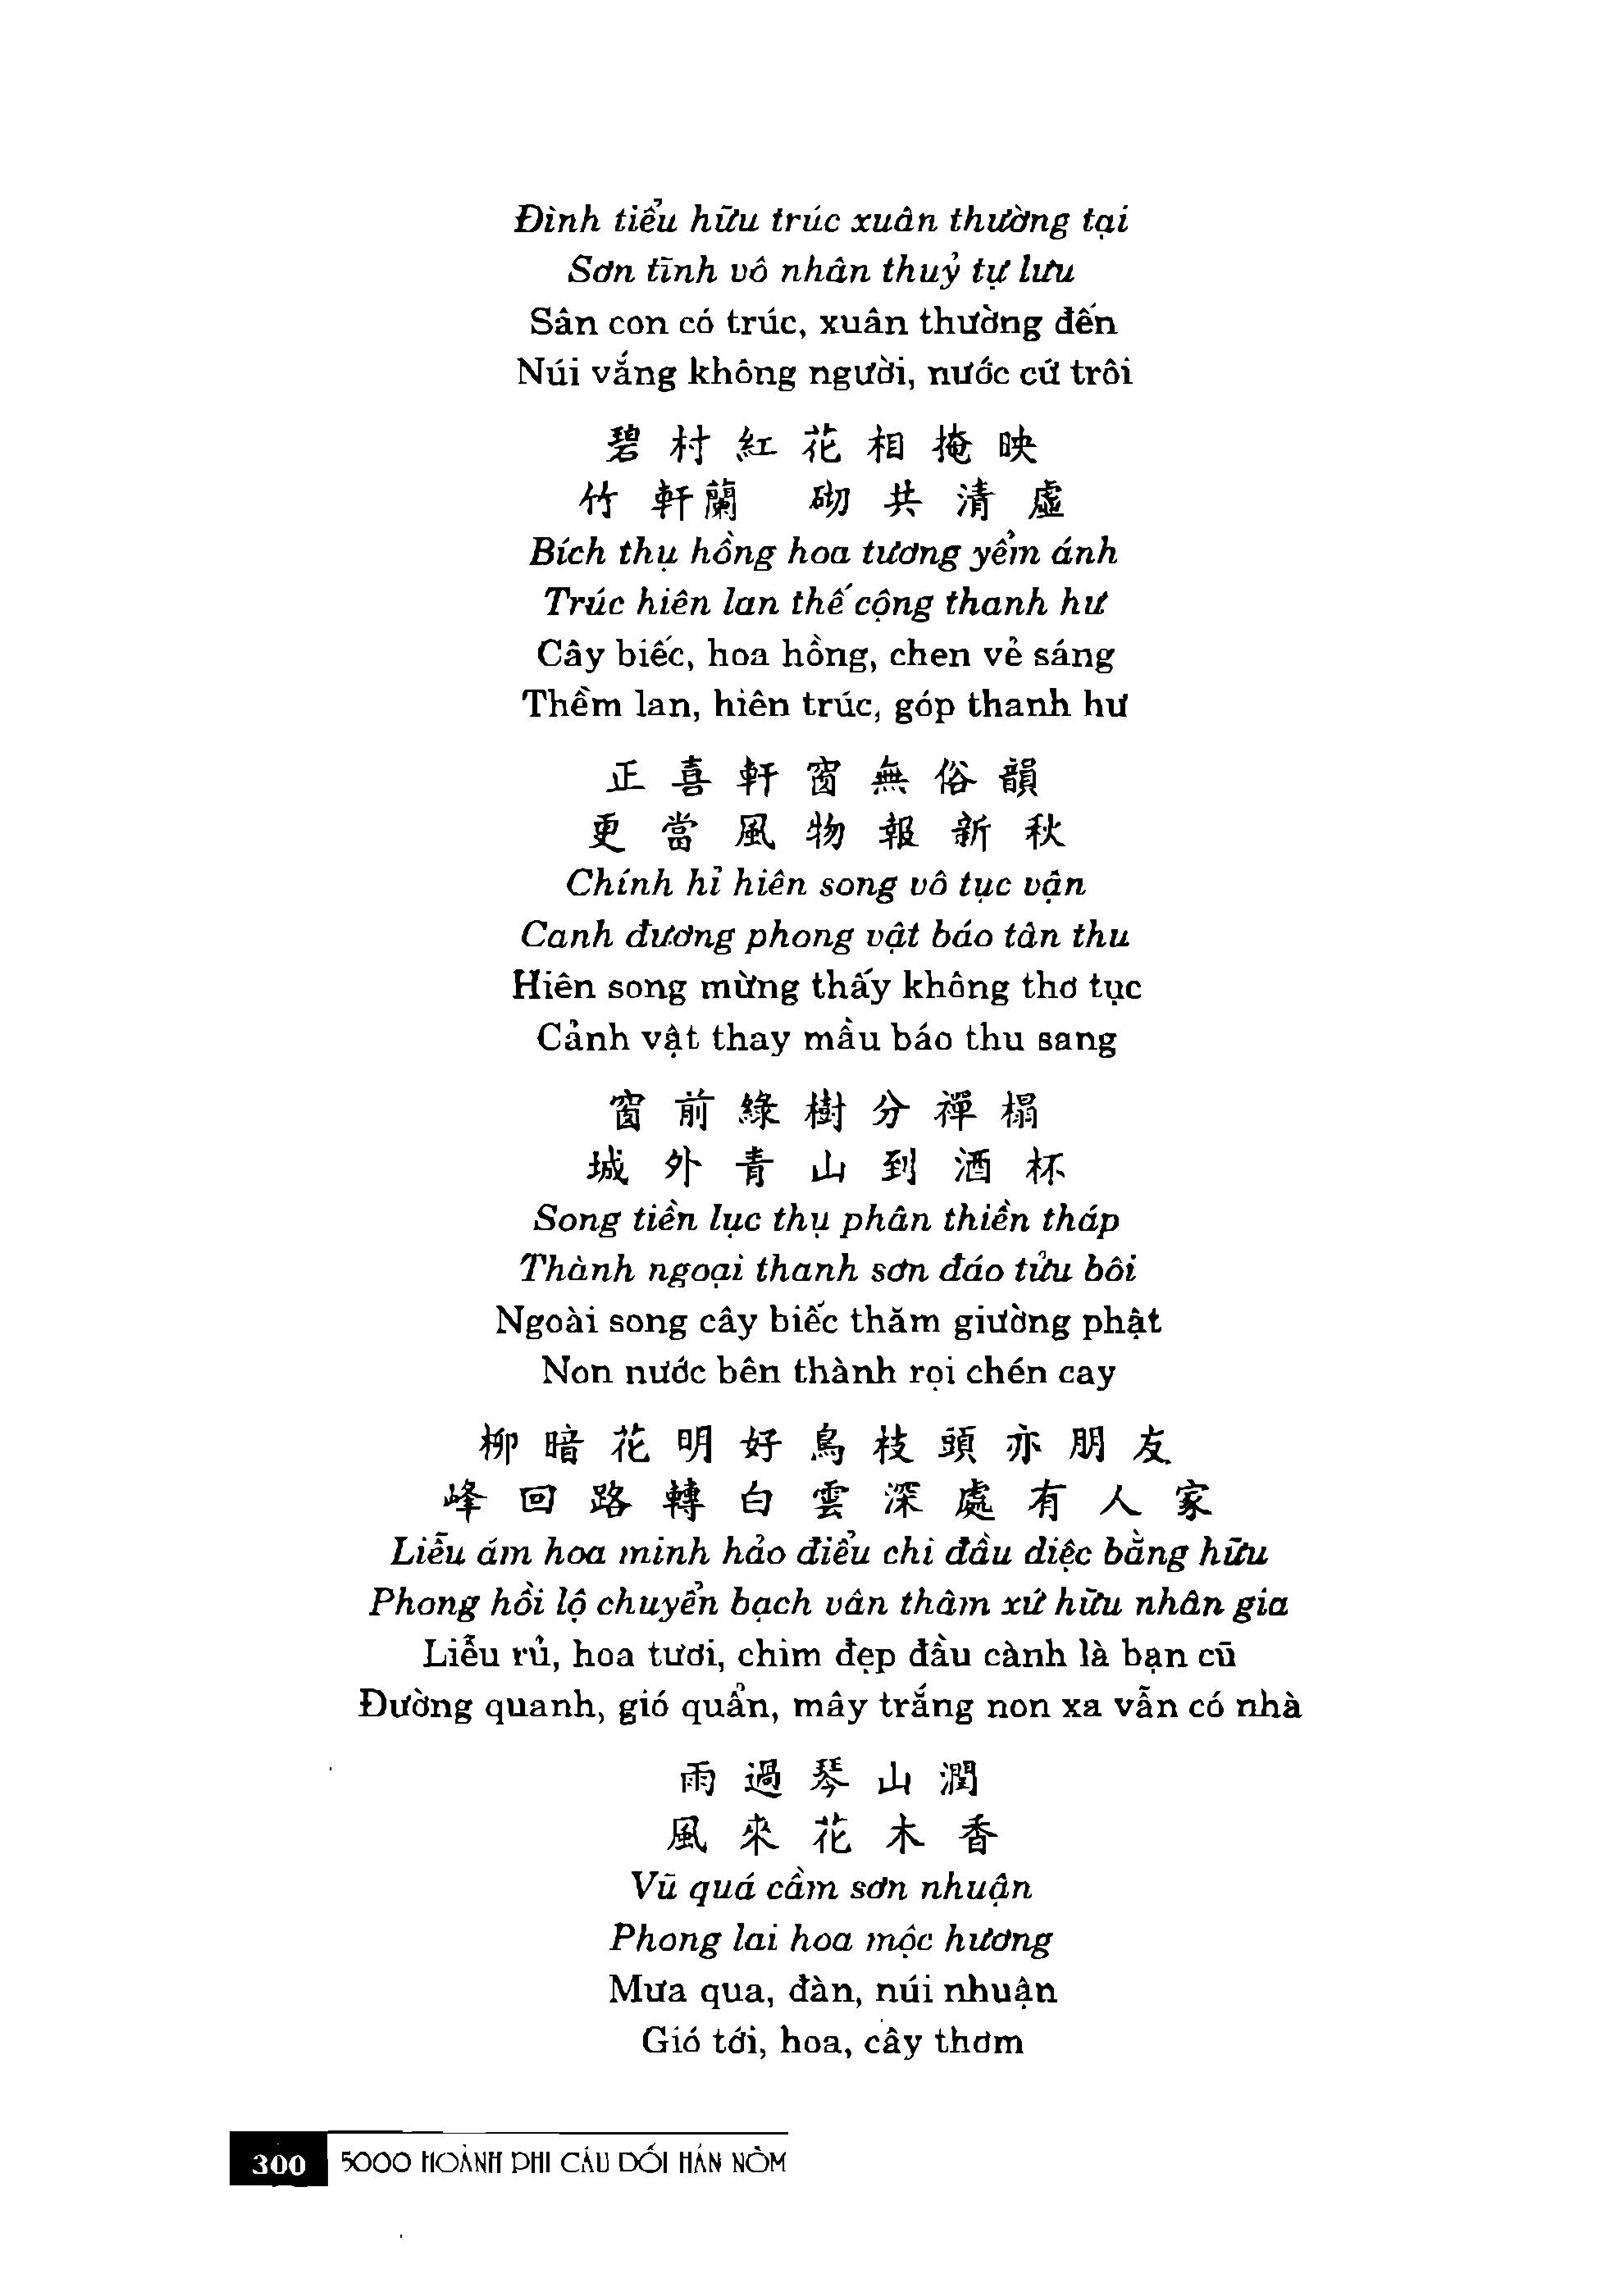 Đình tiểu hữu trúc xuân thường tại
Sơn tĩnh vô nhân thuỷ tự lưu
Sân con có trúc, xuân thường đến
Núi vắng không người, nước cứ trôi
碧村紅花相掩映
竹軒蘭 砌共清虛
Bích thụ hồng hoa tương yểm ánh
Trúc hiên lan thế cộng thanh hư
Cây biếc, hoa hồng, chen vẻ sáng
Thềm lan, hiên trúc, góp thanh hư
正喜軒窗無俗韻
更當風物報新秋
Chính hỉ hiên song vô tục vận
Canh đương phong vật báo tân thu
Hiên song mừng thấy không thơ tục
Cảnh vật thay mầu báo thu sang
窗前綠樹分禪榻
城外青山到酒杯
Song tiền lục thụ phân thiền tháp
Thành ngoại thanh sơn đáo tửu bôi
Ngoài song cây biếc thăm giường phật
Non nước bên thành rọi chén cay
柳暗花明好鳥枝頭亦朋友
峰回路轉白雲深處有人家
Liễu ám hoa minh hảo điểu chi đầu diệc bằng hữu
Phong hồi lộ chuyển bạch vân thâm xứ hữu nhân gia
Liễu rủ, hoa tươi, chim đẹp đầu cành là bạn cũ
Đường quanh, gió quẩn, mây trắng non xa vẫn có nhà
雨過琴山潤
風來花木香
Vũ quá cầm sơn nhuận
Phong lai hoa mộc hương
Mưa qua, đàn, núi nhuận
Gió tới, hoa, cây thơm
300 5000 HOÀNH PHI CÂU ĐỐI HÁN NÔM